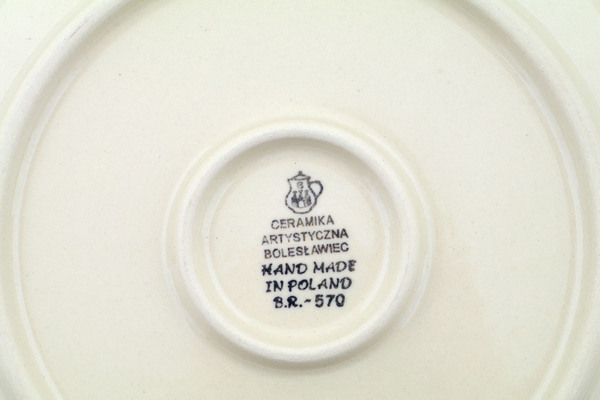 CERAMIKA
ARTYSTYCZNA
BOLESŁAWIEC
HAND MADE
IN POLAND
B.R.-570